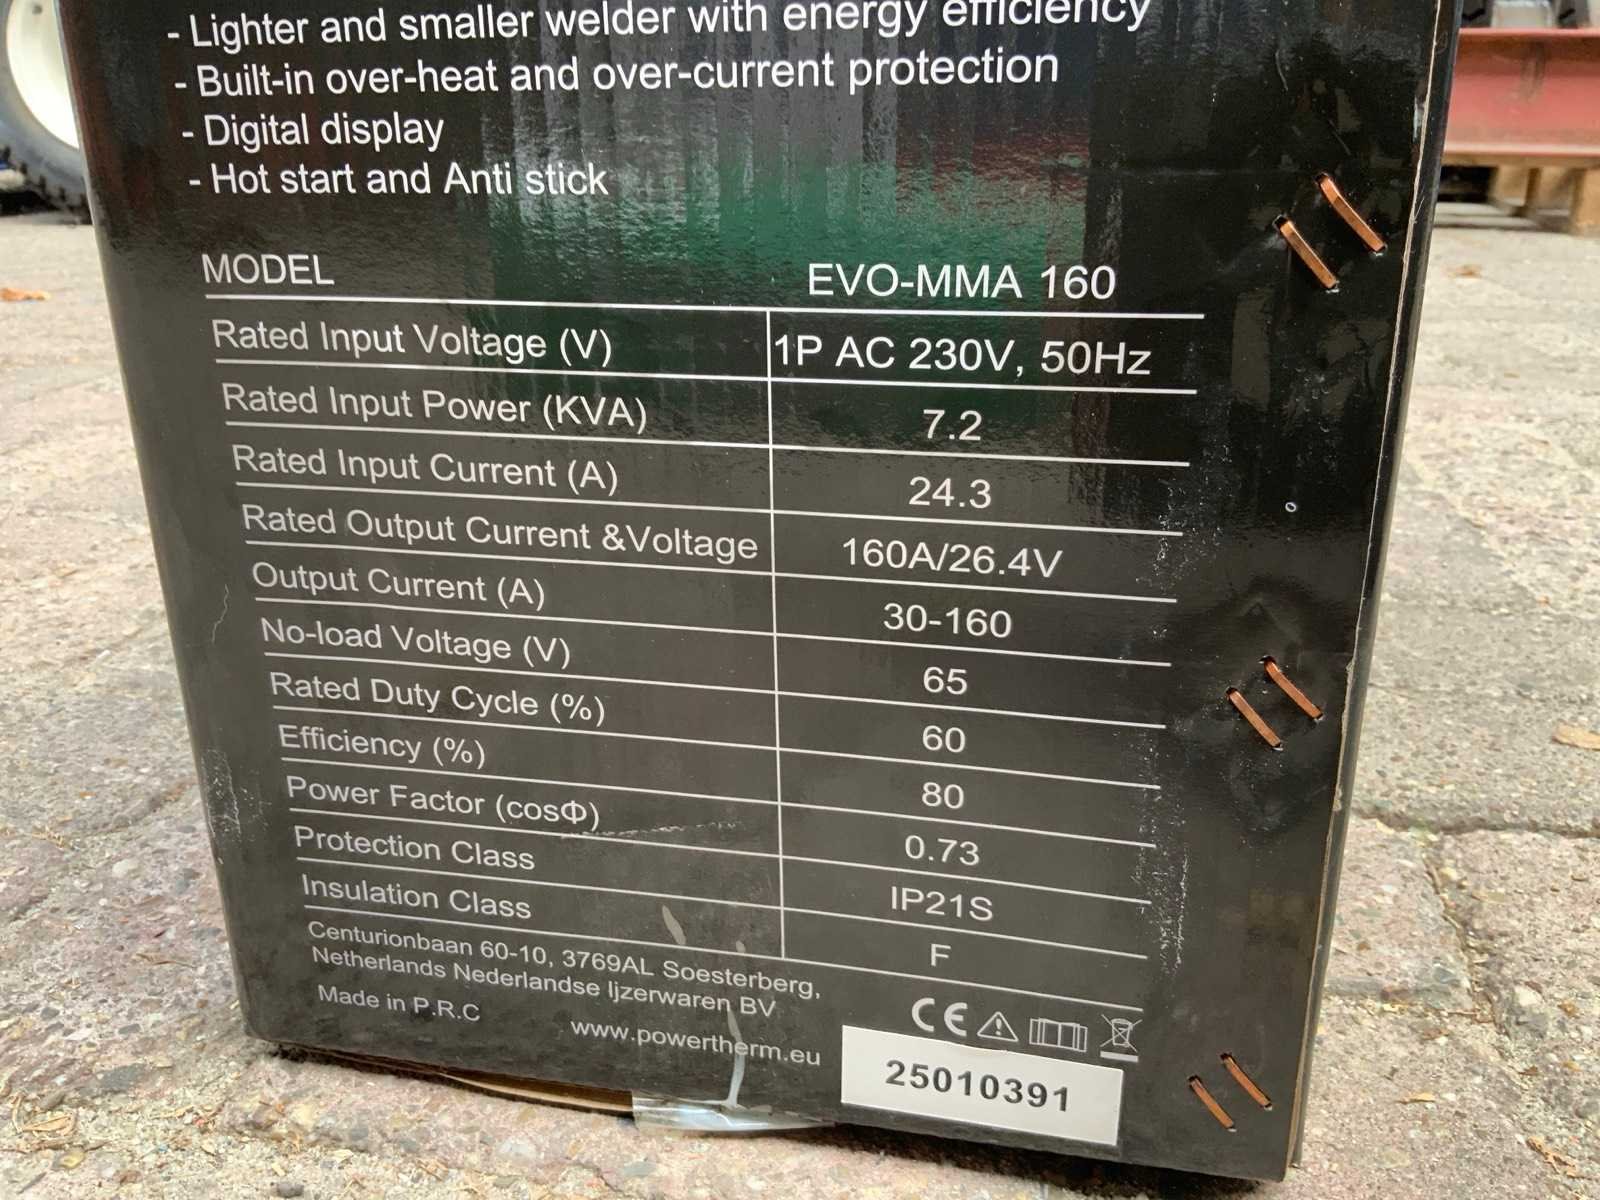 - Lighter and smaller welder with energy efficiency
- Built-in over-heat and over-current protection
- Digital display
- Hot start and Anti stick
MODEL EVO-MMA 160
Rated Input Voltage (V) 1P AC 230V, 50Hz
Rated Input Power (KVA) 7.2
Rated Input Current (A) 24.3
Rated Output Current &Voltage 160A/26.4V
Output Current (A) 30-160
No-load Voltage (V) 65
Rated Duty Cycle (%) 60
Efficiency (%) 80
Power Factor (cosΦ) 0.73
Protection Class IP21S
Insulation Class F
Centurionbaan 60-10, 3769AL Soesterberg,
Netherlands Nederlandse Ijzerwaren BV
Made in P.R.C
www.powertherm.eu
CE
25010391